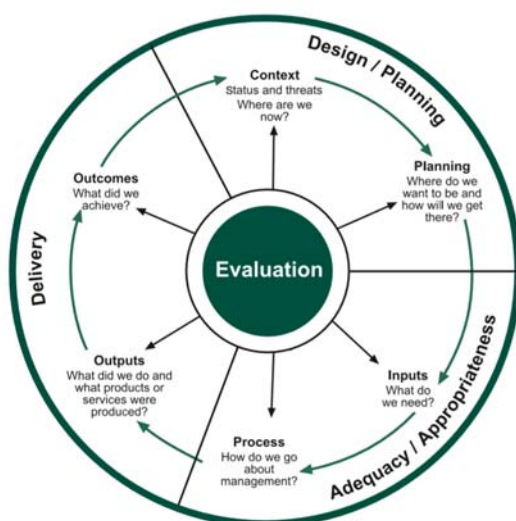 Design / Planning
Context
Status and threats
Where are we
now?
Planning
Where do we
want to be and
how will we get
there?
Evaluation
Outcomes
What did we
achieve?
Delivery
Outputs
What did we do and
what products or
services were
produced?
Inputs
What do
we need?
Process
How do we go
about
management?
Adequacy / Appropriateness